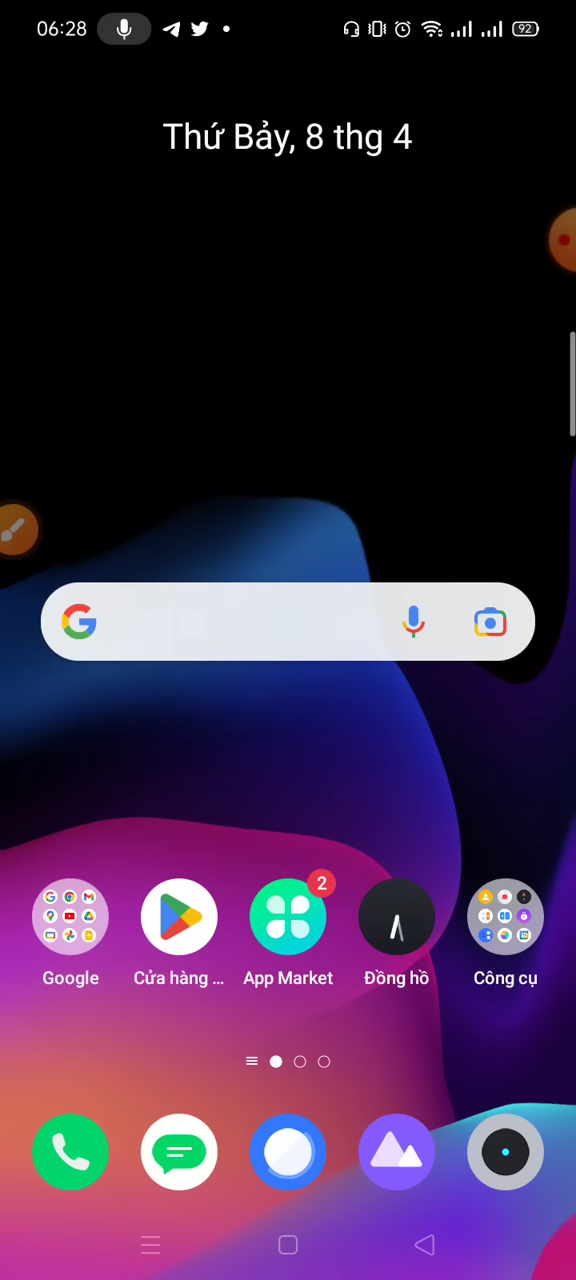 06:28
92
Thứ Bảy, 8 thg 4
2
Google
Cửa hàng ...
App Market
Đồng hồ
Công cụ